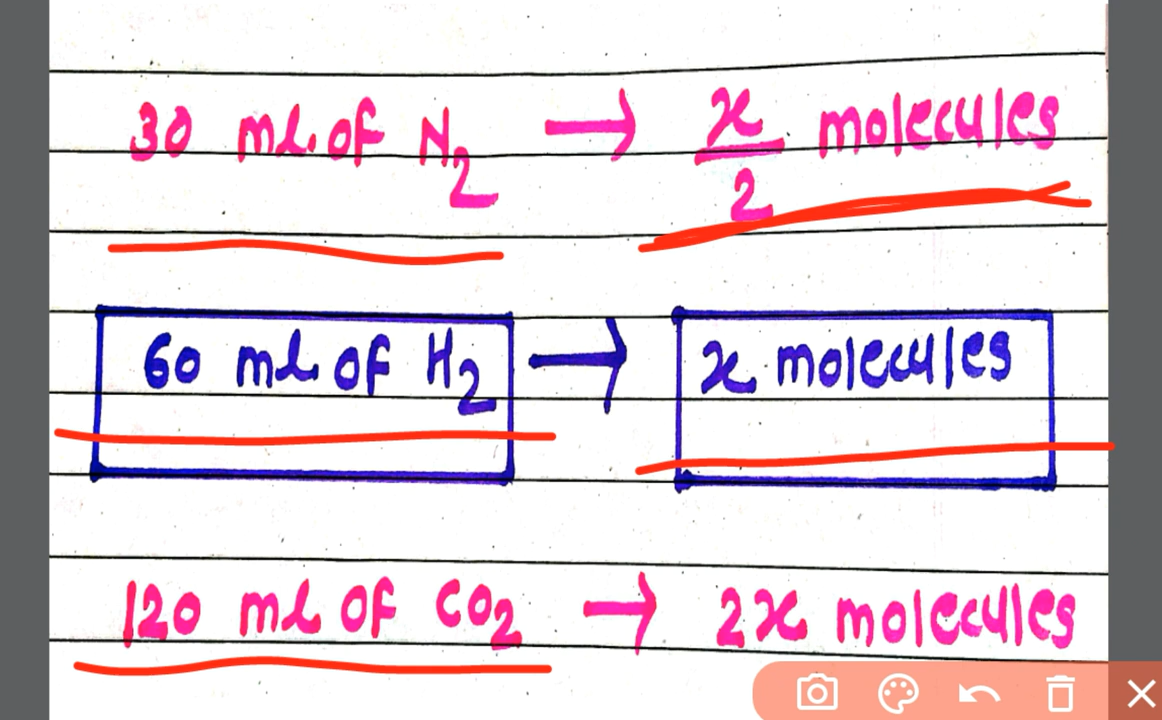 30 ml. of N₂ → x/2 molecules
60 ml of H₂ → x molecules
120 ml of CO₂ → 2x molecules